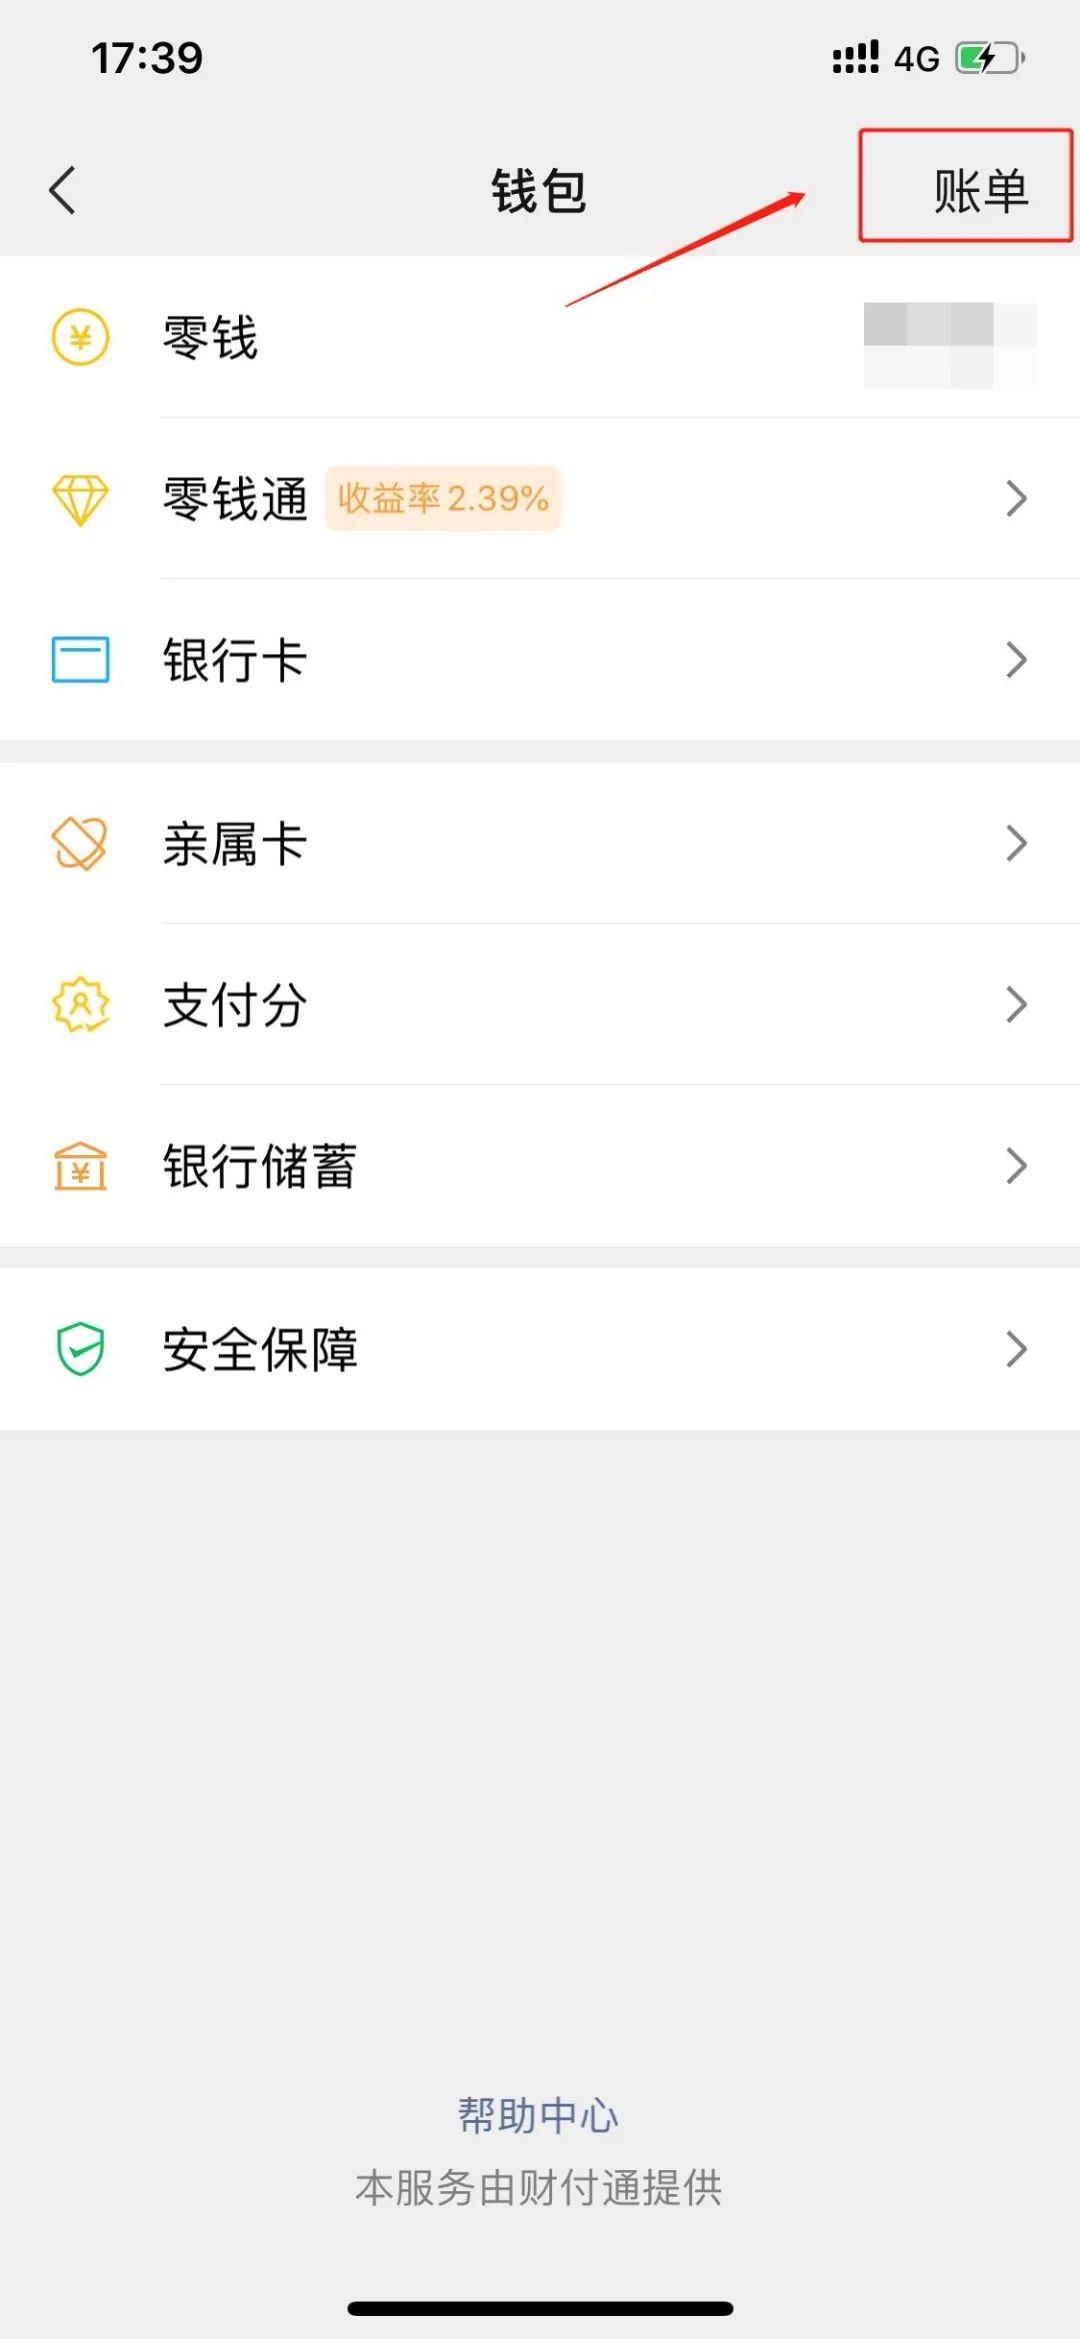 17:39
4G
钱包
账单
零钱
零钱通 收益率2.39%
银行卡
亲属卡
支付分
银行储蓄
安全保障
帮助中心
本服务由财付通提供